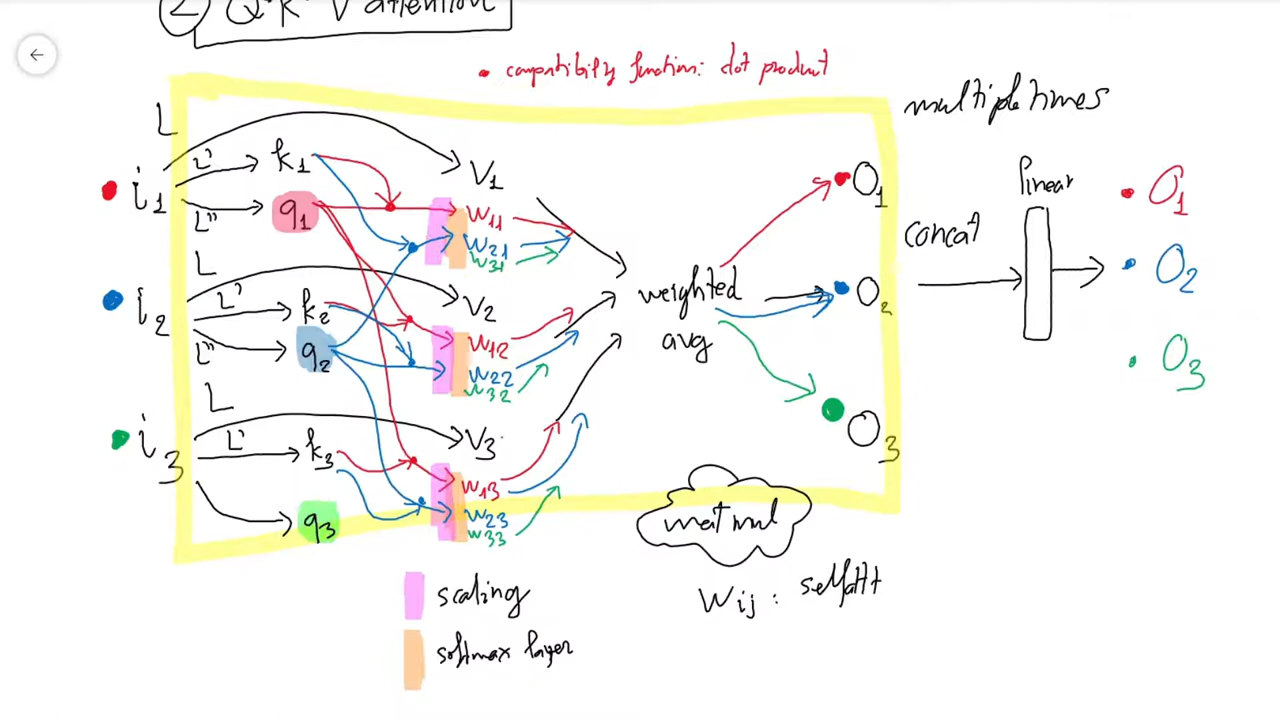 2 Q K V attention
• compatibility function: dot product
multiple times
L
i1
L'
k1
V1
L"
q1
w11
w21
w31
O1
L
i2
L'
k2
V2
L"
q2
w12
w22
w32
weighted
avg
O2
concat
linear
O1
O2
O3
L
i3
L'
k3
V3
q3
w13
w23
w33
O3
matmul
Wij : selfatt
scaling
softmax layer